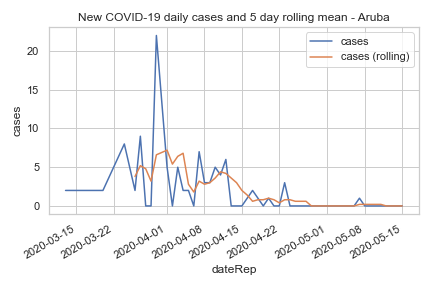 New COVID-19 daily cases and 5 day rolling mean - Aruba
cases
cases (rolling)
20
15
10
5
0
cases
2020-03-15
2020-03-22
2020-04-01
2020-04-08
2020-04-15
2020-04-22
2020-05-01
2020-05-08
2020-05-15
dateRep